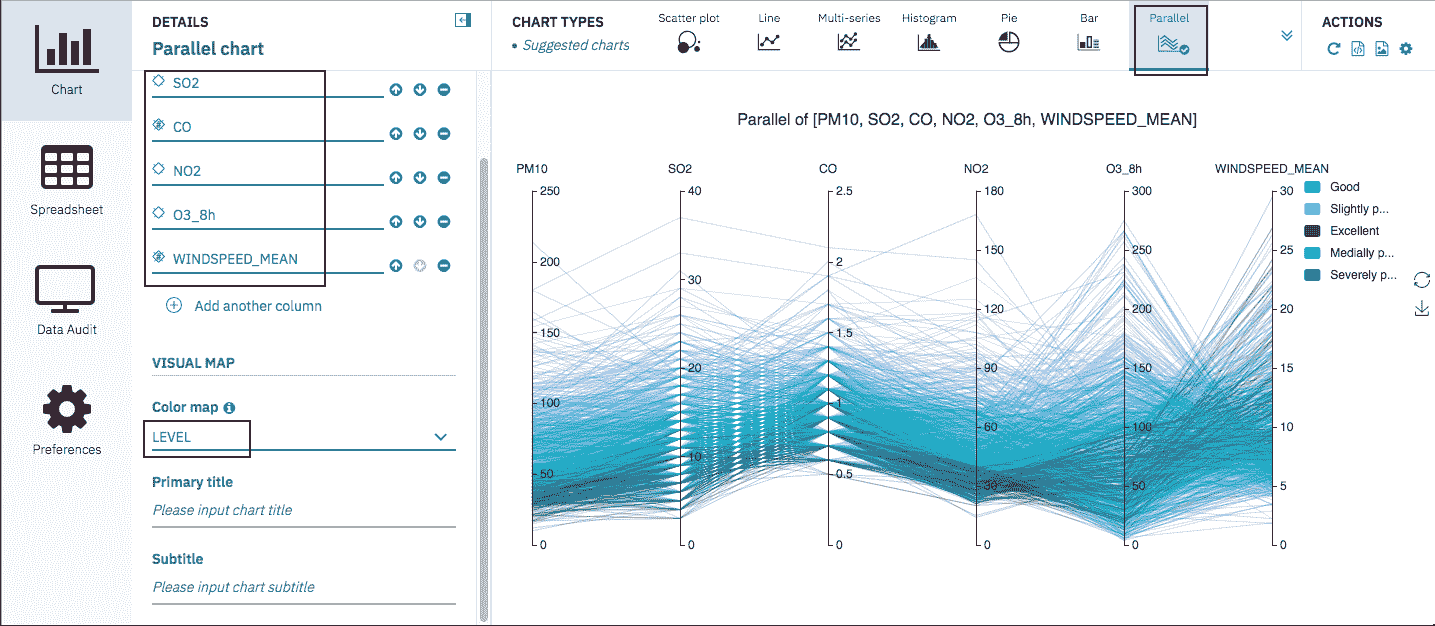 Chart
Spreadsheet
Data Audit
Preferences
DETAILS
Parallel chart
SO2
CO
NO2
O3_8h
WINDSPEED_MEAN
Add another column
VISUAL MAP
Color map
LEVEL
Primary title
Please input chart title
Subtitle
Please input chart subtitle
CHART TYPES
• Suggested charts
Scatter plot
Line
Multi-series
Histogram
Pie
Bar
Parallel
ACTIONS
Parallel of [PM10, SO2, CO, NO2, O3_8h, WINDSPEED_MEAN]
PM10
250
200
150
100
50
0
SO2
40
30
20
10
0
CO
2.5
2
1.5
1
0.5
0
NO2
180
150
120
90
60
30
0
O3_8h
300
250
200
150
100
50
0
WINDSPEED_MEAN
30
25
20
15
10
5
0
Good
Slightly p...
Excellent
Medially p...
Severely p...